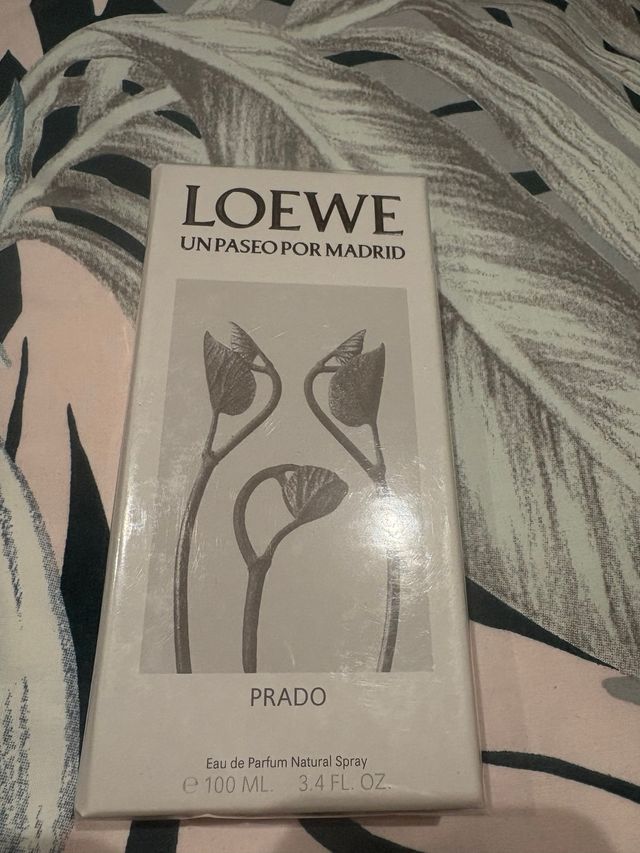 LOEWE
UN PASEO POR MADRID
PRADO
Eau de Parfum Natural Spray
℮ 100 ML. 3.4 FL. OZ.